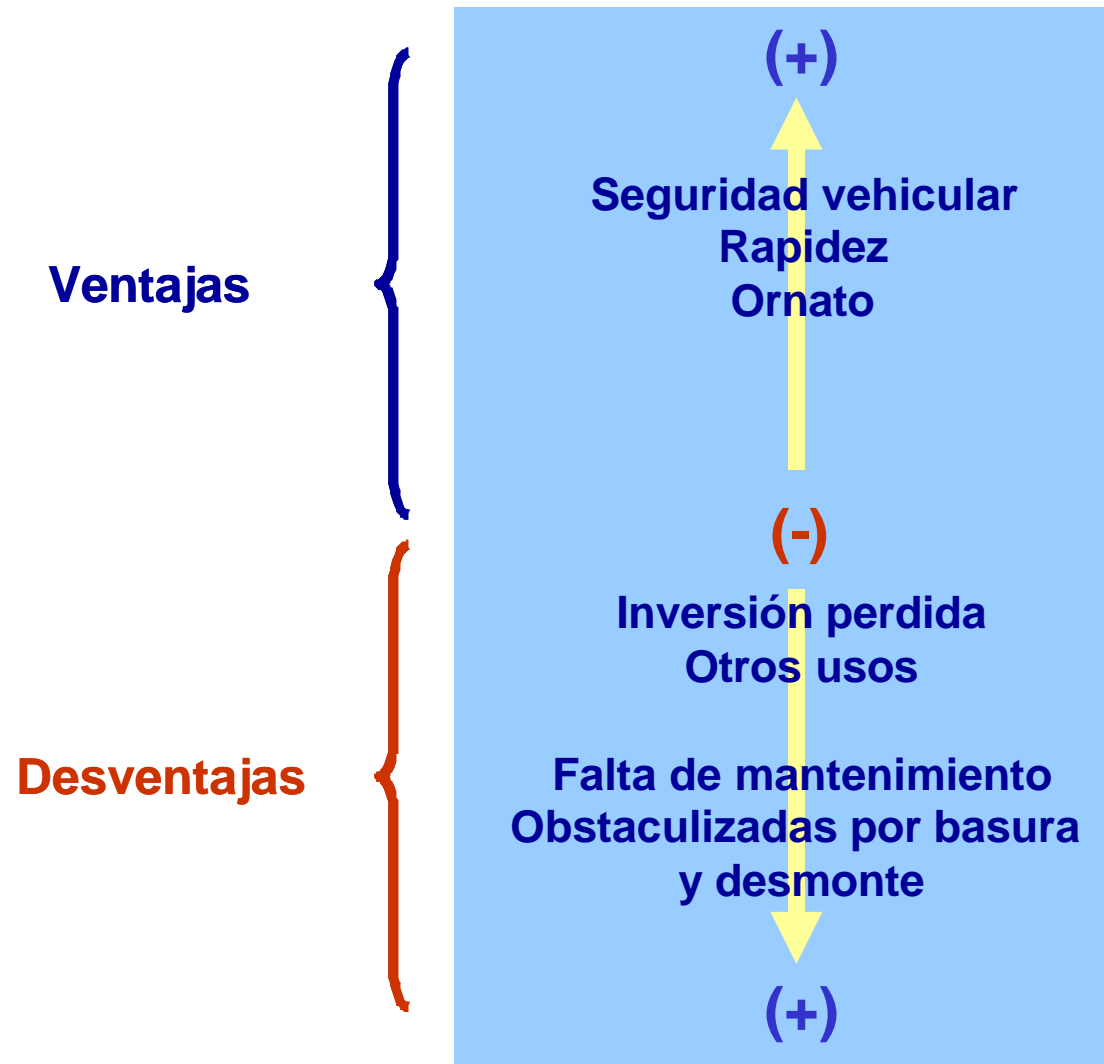 (+)
Seguridad vehicular
Rapidez
Ornato
Ventajas
(-)
Inversión perdida
Otros usos
Desventajas
Falta de mantenimiento
Obstaculizadas por basura
y desmonte
(+)